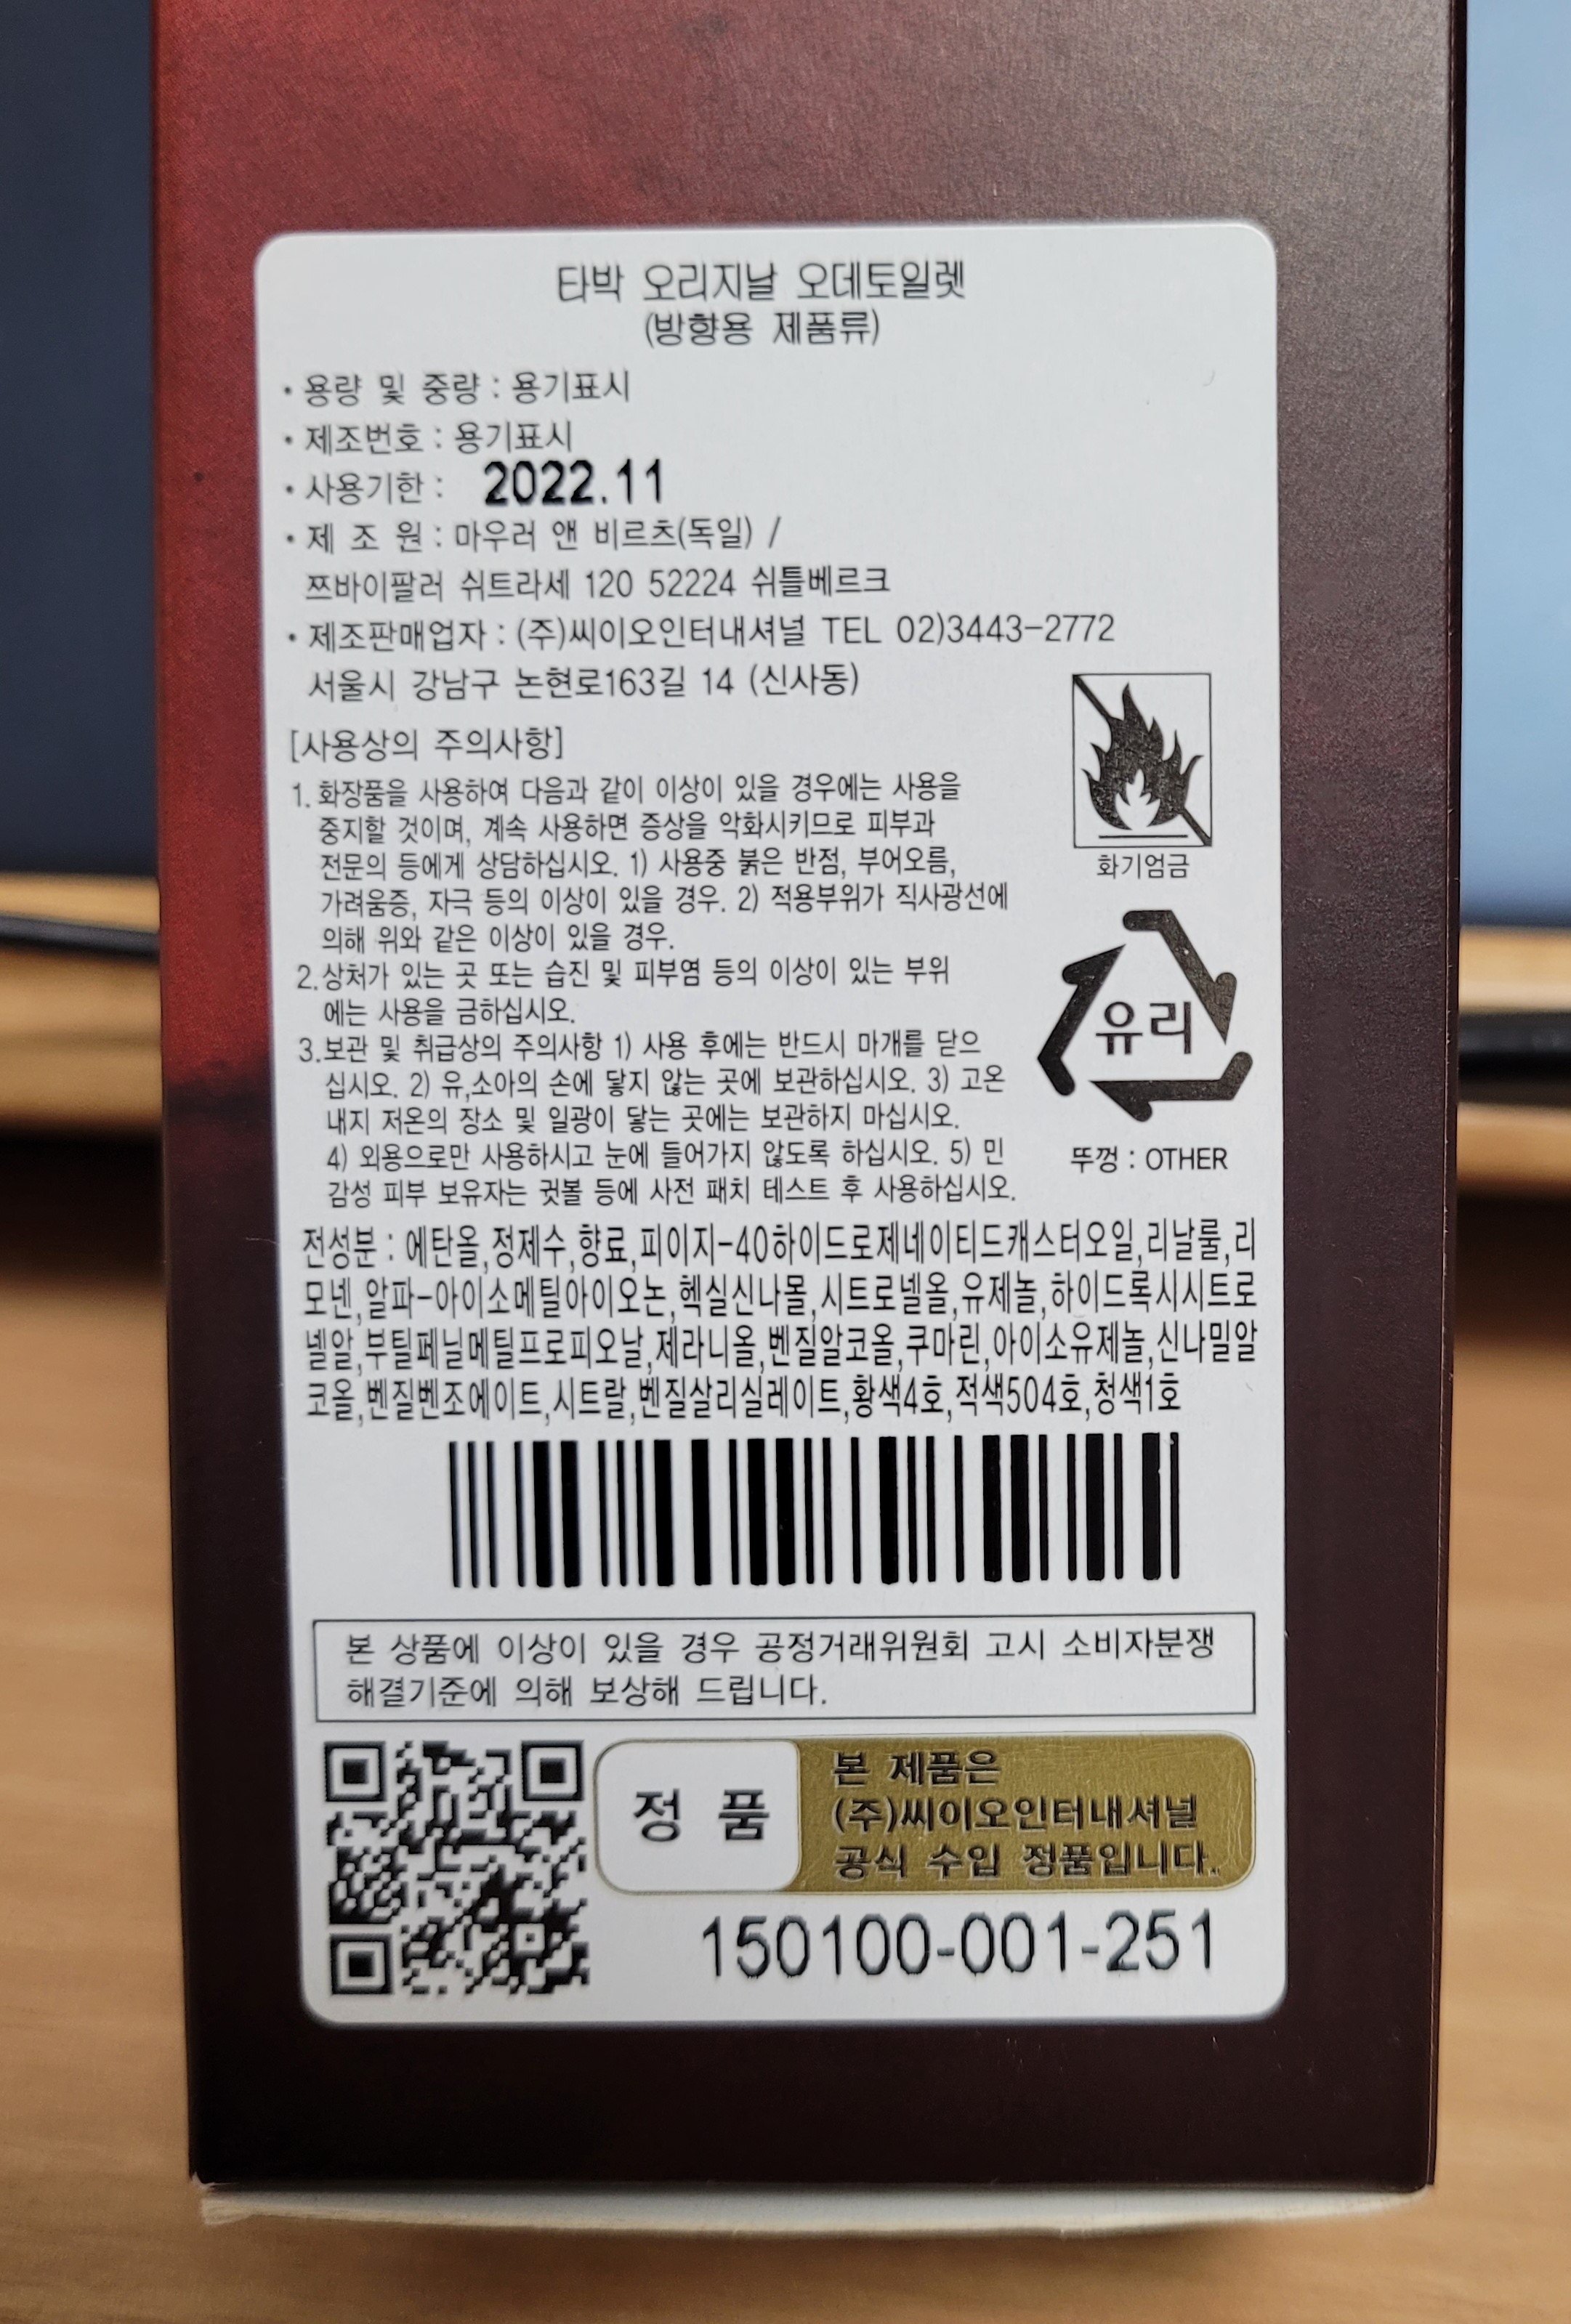 타박 오리지날 오데토일렛
(방향용 제품류)
• 용량 및 중량 : 용기표시
• 제조번호 : 용기표시
• 사용기한 : 2022.11
• 제 조 원 : 마우러 앤 비르츠(독일) /
쯔바이팔러 쉬트라세 120 52224 쉬틀베르크
• 제조판매업자 : (주)씨이오인터내셔널 TEL 02)3443-2772
서울시 강남구 논현로163길 14 (신사동)
[사용상의 주의사항]
1. 화장품을 사용하여 다음과 같이 이상이 있을 경우에는 사용을
중지할 것이며, 계속 사용하면 증상을 악화시키므로 피부과
전문의 등에게 상담하십시오. 1) 사용중 붉은 반점, 부어오름,
가려움증, 자극 등의 이상이 있을 경우. 2) 적용부위가 직사광선에
의해 위와 같은 이상이 있을 경우.
2.상처가 있는 곳 또는 습진 및 피부염 등의 이상이 있는 부위
에는 사용을 금하십시오.
3.보관 및 취급상의 주의사항 1) 사용 후에는 반드시 마개를 닫으
십시오. 2) 유,소아의 손에 닿지 않는 곳에 보관하십시오. 3) 고온
내지 저온의 장소 및 일광이 닿는 곳에는 보관하지 마십시오.
4) 외용으로만 사용하시고 눈에 들어가지 않도록 하십시오. 5) 민
감성 피부 보유자는 귓볼 등에 사전 패치 테스트 후 사용하십시오.
화기엄금
유리
뚜껑 : OTHER
전성분 : 에탄올,정제수,향료,피이지-40하이드로제네이티드캐스터오일,리날룰,리
모넨,알파-아이소메틸아이오논,헥실신나몰,시트로넬올,유제놀,하이드록시시트로
넬알,부틸페닐메틸프로피오날,제라니올,벤질알코올,쿠마린,아이소유제놀,신나밀알
코올,벤질벤조에이트,시트랄,벤질살리실레이트,황색4호,적색504호,청색1호
본 상품에 이상이 있을 경우 공정거래위원회 고시 소비자분쟁
해결기준에 의해 보상해 드립니다.
정 품
본 제품은
(주)씨이오인터내셔널
공식 수입 정품입니다.
150100-001-251